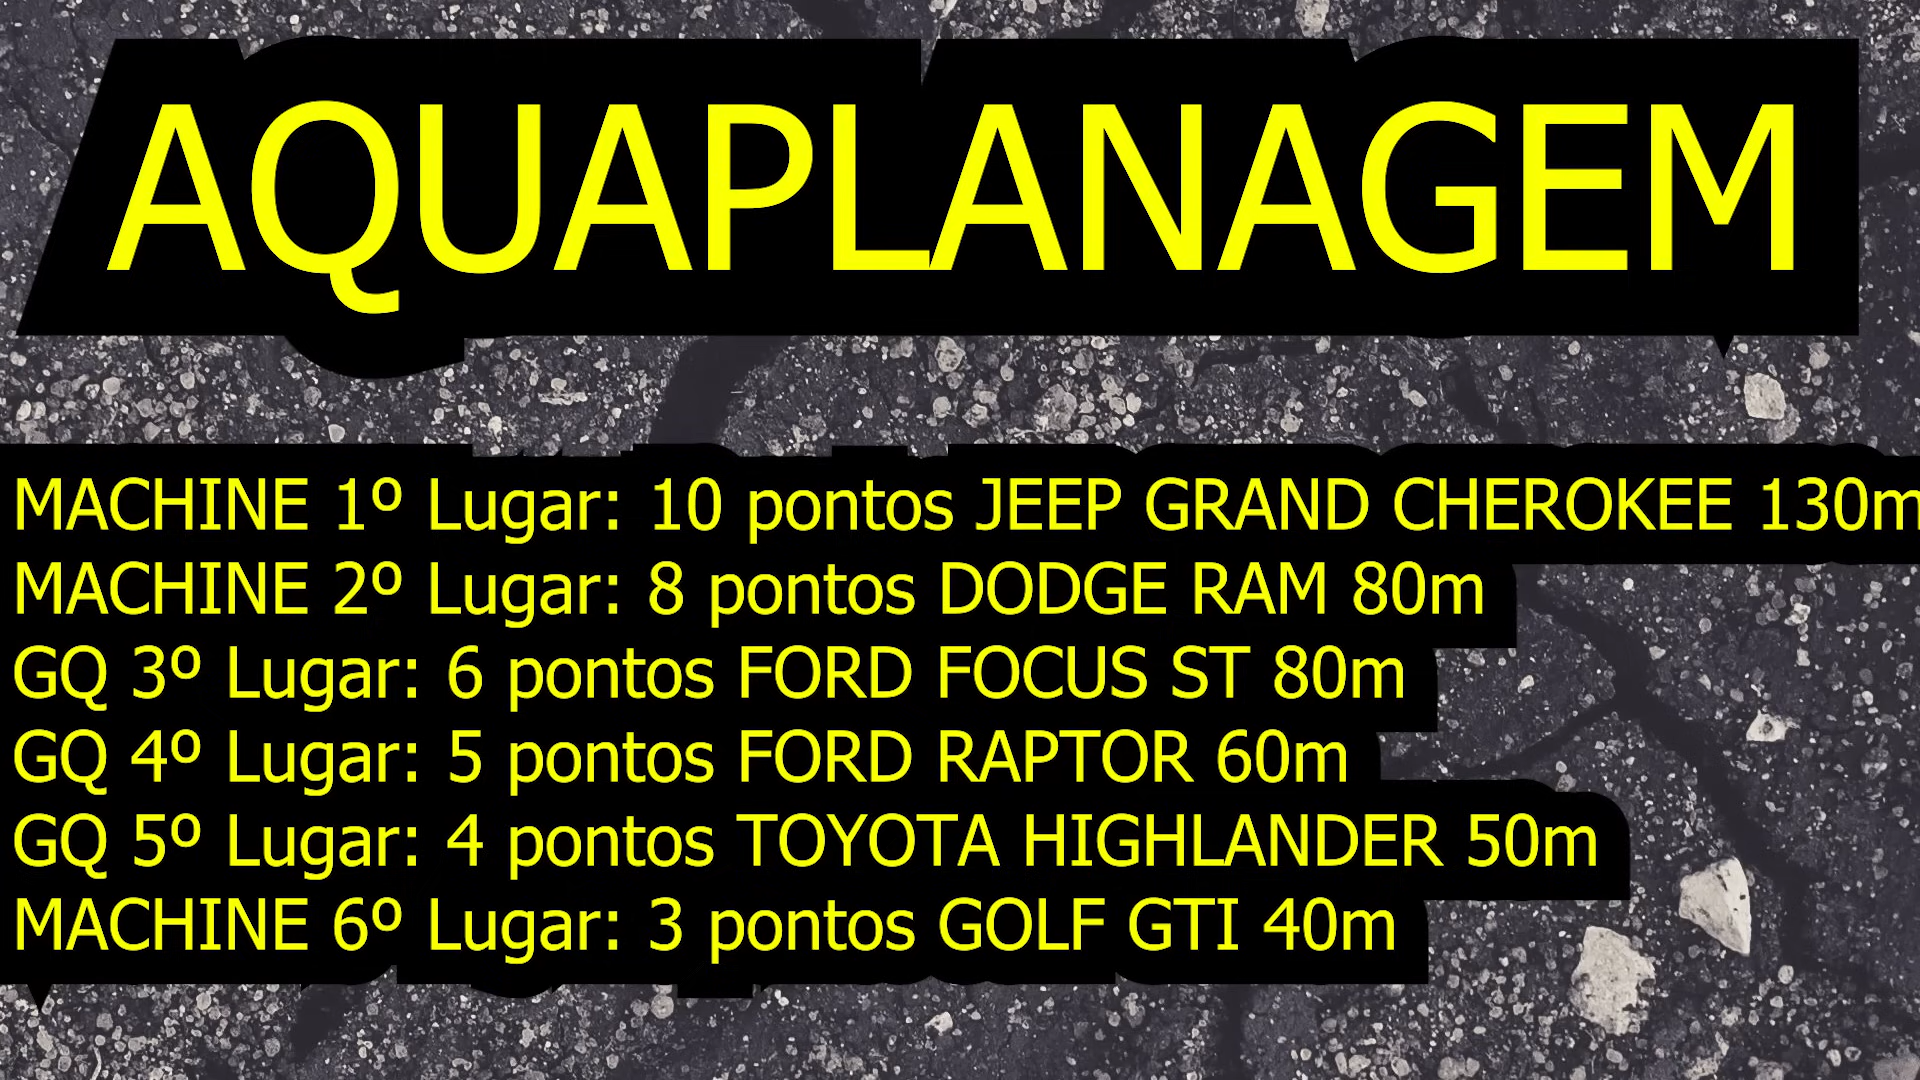 AQUAPLANAGEM
MACHINE 1º Lugar: 10 pontos JEEP GRAND CHEROKEE 130m
MACHINE 2º Lugar: 8 pontos DODGE RAM 80m
GQ 3º Lugar: 6 pontos FORD FOCUS ST 80m
GQ 4º Lugar: 5 pontos FORD RAPTOR 60m
GQ 5º Lugar: 4 pontos TOYOTA HIGHLANDER 50m
MACHINE 6º Lugar: 3 pontos GOLF GTI 40m